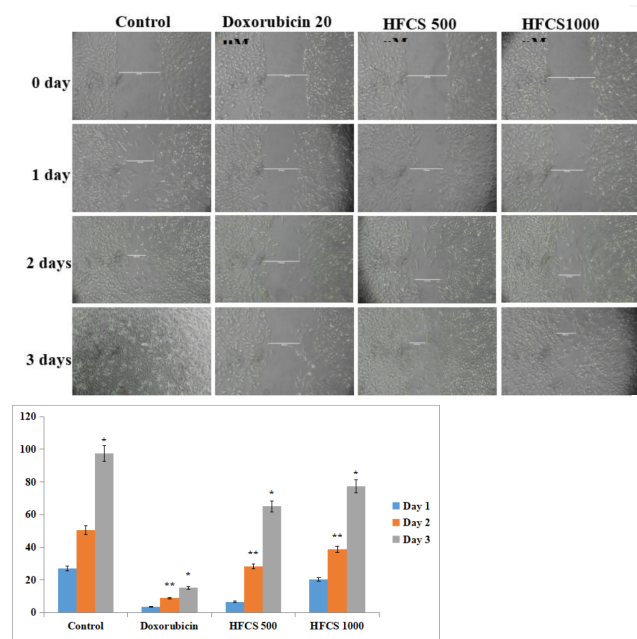 Control
Doxorubicin 20
HFCS 500
HFCS1000
0 day
1 day
2 days
3 days
120
100
80
60
40
20
0
*
** *
** *
** *
Control
Doxorubicin
HFCS 500
HFCS 1000
Day 1
Day 2
Day 3